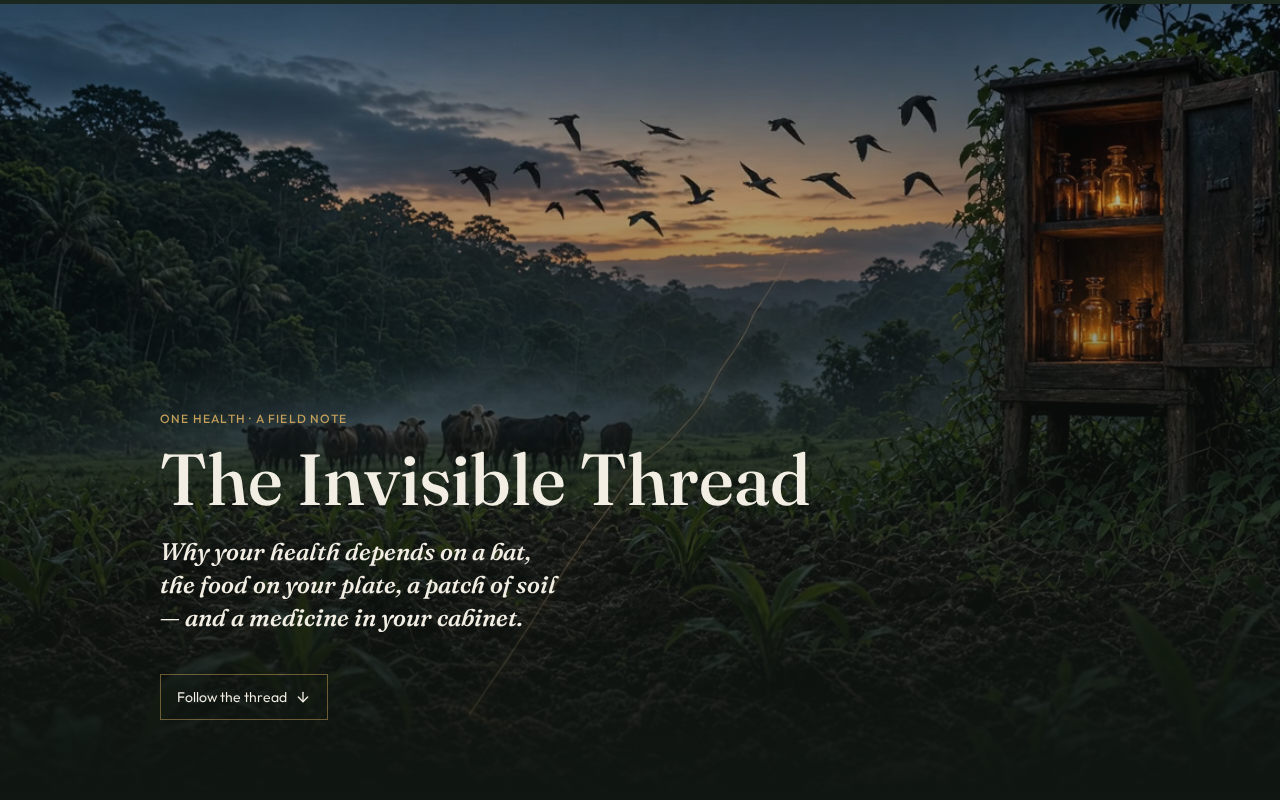 ONE HEALTH · A FIELD NOTE
The Invisible Thread
Why your health depends on a bat,
the food on your plate, a patch of soil
— and a medicine in your cabinet.
Follow the thread ↓